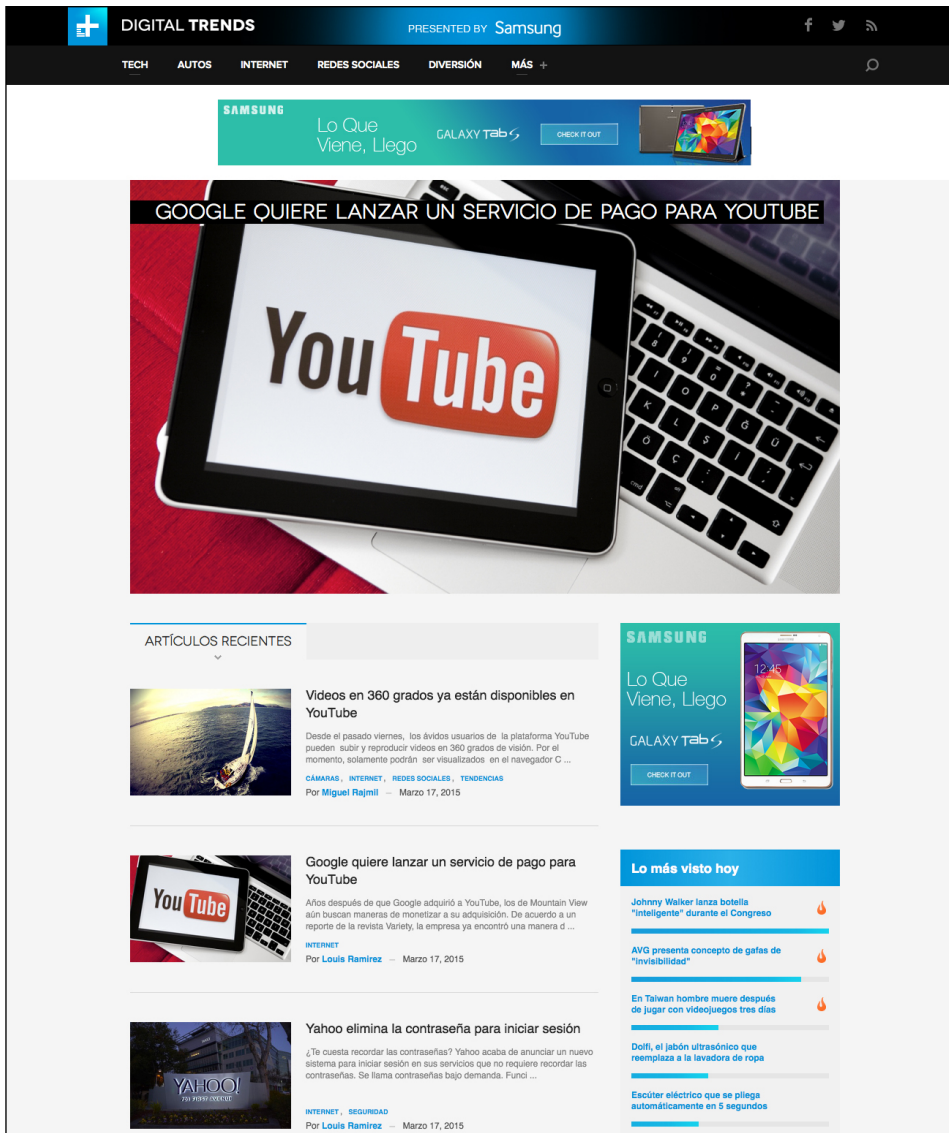 DIGITAL TRENDS
PRESENTED BY Samsung
TECH AUTOS INTERNET REDES SOCIALES DIVERSIÓN MÁS +
SAMSUNG
Lo Que
Viene, Llego
GALAXY Tab S
CHECK IT OUT
GOOGLE QUIERE LANZAR UN SERVICIO DE PAGO PARA YOUTUBE
YouTube
ARTÍCULOS RECIENTES
Videos en 360 grados ya están disponibles en
YouTube
Desde el pasado viernes, los ávidos usuarios de la plataforma YouTube
pueden subir y reproducir videos en 360 grados de visión. Por el
momento, solamente podrán ser visualizados en el navegador C ...
CÁMARAS, INTERNET, REDES SOCIALES, TENDENCIAS
Por Miguel Rajmil — Marzo 17, 2015
YouTube
Google quiere lanzar un servicio de pago para
YouTube
Años después de que Google adquirió a YouTube, los de Mountain View
aún buscan maneras de monetizar a su adquisición. De acuerdo a un
reporte de la revista Variety, la empresa ya encontró una manera d ...
INTERNET
Por Louis Ramirez — Marzo 17, 2015
YAHOO!
701 FIRST AVENUE
Yahoo elimina la contraseña para iniciar sesión
¿Te cuesta recordar las contraseñas? Yahoo acaba de anunciar un nuevo
sistema para iniciar sesión en sus servicios que no requiere recordar las
contraseñas. Se llama contraseñas bajo demanda. Funci ...
INTERNET, SEGURIDAD
Por Louis Ramirez — Marzo 17, 2015
SAMSUNG
Lo Que
Viene, Llego
GALAXY Tab S
CHECK IT OUT
12:45
Lo más visto hoy
Johnny Walker lanza botella
"inteligente" durante el Congreso
AVG presenta concepto de gafas de
"invisibilidad"
En Taiwan hombre muere después
de jugar con videojuegos tres días
Dolfi, el jabón ultrasónico que
reemplaza a la lavadora de ropa
Escúter eléctrico que se pliega
automáticamente en 5 segundos